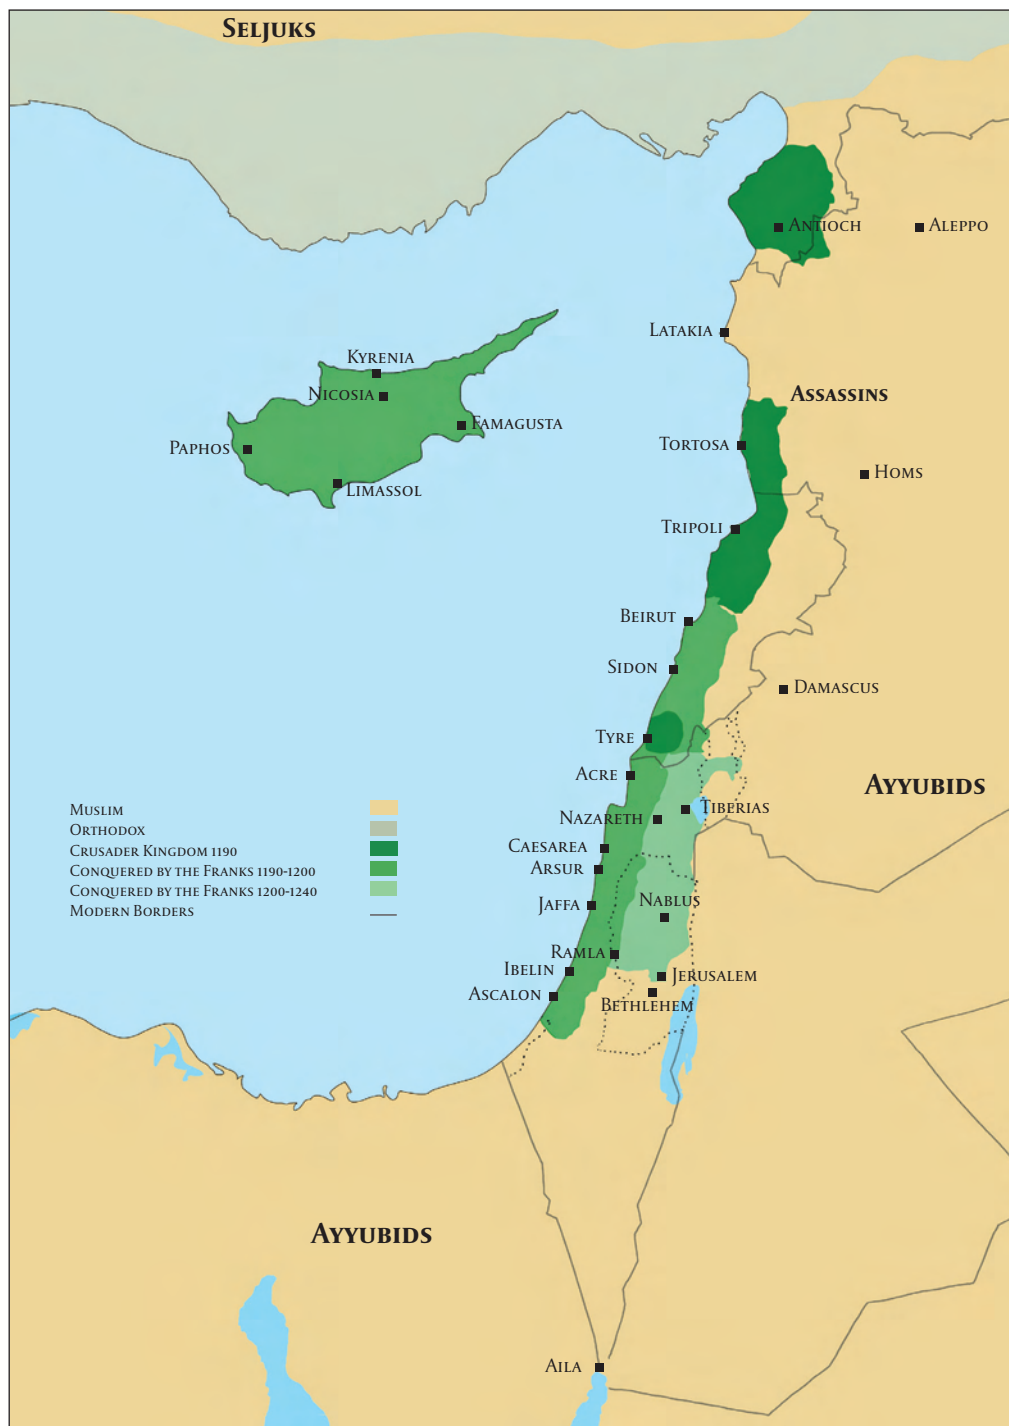 Seljuks
Antioch
Aleppo
Latakia
Kyrenia
Nicosia
Assassins
Famagusta
Paphos
Tortosa
Homs
Limassol
Tripoli
Beirut
Sidon
Damascus
Tyre
Acre
Ayyubids
Tiberias
Nazareth
Caesarea
Arsur
Jaffa
Nablus
Ramla
Ibelin
Jerusalem
Ascalon
Bethlehem
Muslim
Orthodox
Crusader Kingdom 1190
Conquered by the Franks 1190-1200
Conquered by the Franks 1200-1240
Modern Borders
Ayyubids
Aila